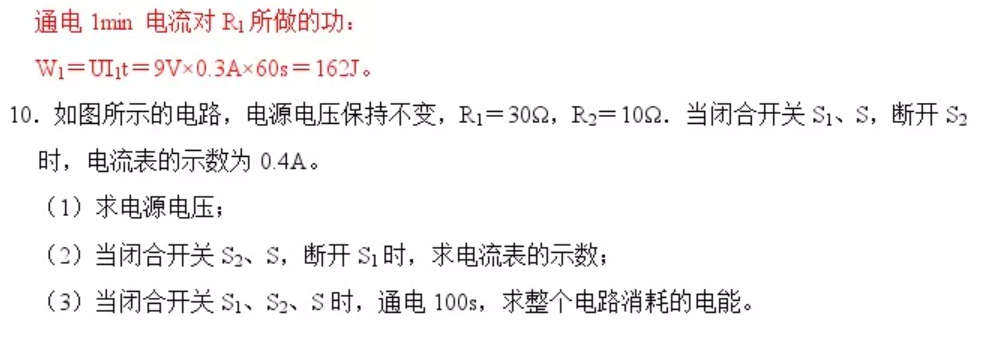 通电 1min 电流对 R₁ 所做的功：
W₁＝UI₁t＝9V×0.3A×60s＝162J。
10．如图所示的电路，电源电压保持不变，R₁＝30Ω，R₂＝10Ω．当闭合开关 S₁、S，断开 S₂
时，电流表的示数为 0.4A。
（1）求电源电压；
（2）当闭合开关 S₂、S，断开 S₁ 时，求电流表的示数；
（3）当闭合开关 S₁、S₂、S 时，通电 100s，求整个电路消耗的电能。